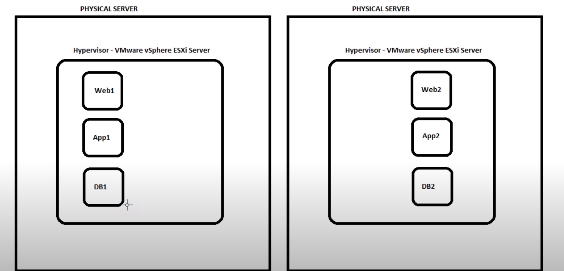 PHYSICAL SERVER
Hypervisor - VMware vSphere ESXi Server
Web1
App1
DB1
PHYSICAL SERVER
Hypervisor - VMware vSphere ESXi Server
Web2
App2
DB2